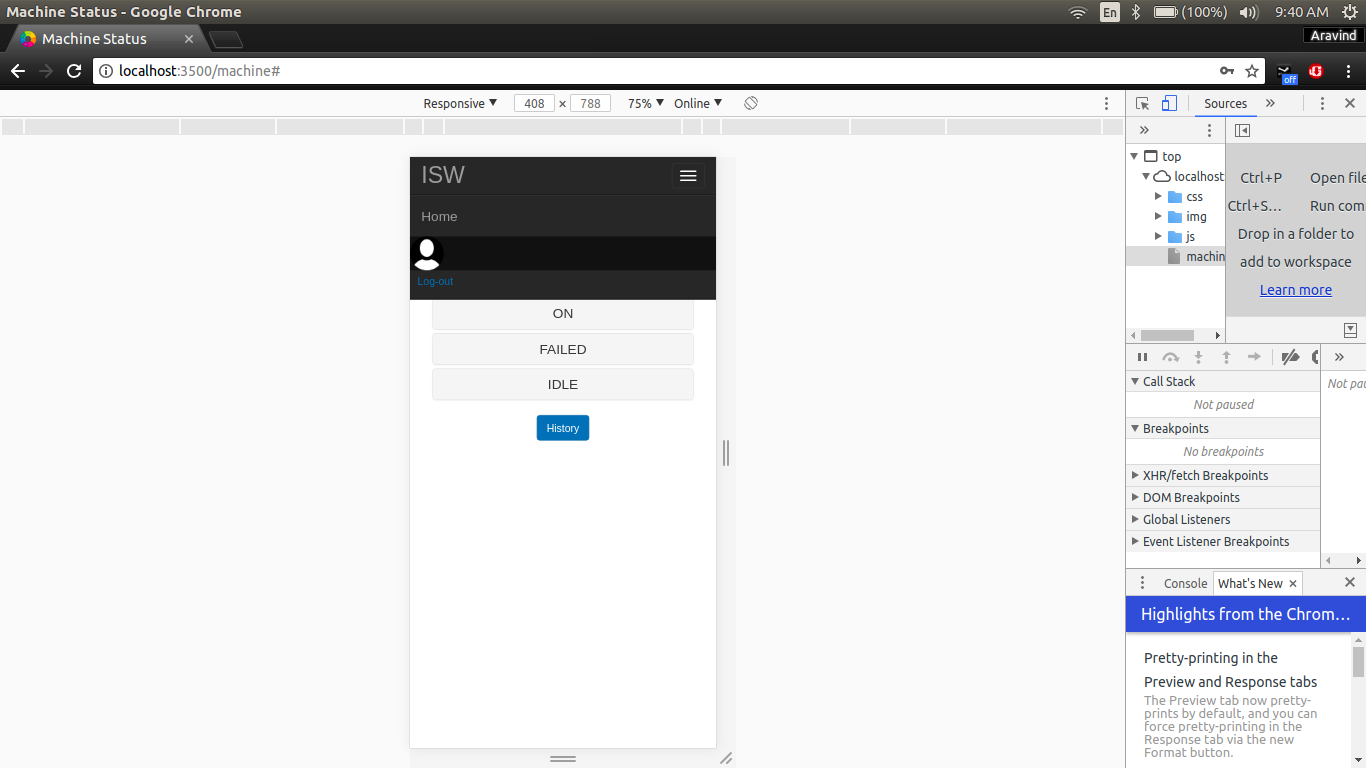 Machine Status - Google Chrome
En
(100%)
9:40 AM
Machine Status
Aravind
localhost:3500/machine#
off
Responsive 408 × 788 75% Online
Sources
top
localhost
css
img
js
machin
Ctrl+P Open file
Ctrl+S... Run com
Drop in a folder to
add to workspace
Learn more
ISW
Home
Log-out
ON
FAILED
IDLE
History
Call Stack
Not paused
Not pau
Breakpoints
No breakpoints
XHR/fetch Breakpoints
DOM Breakpoints
Global Listeners
Event Listener Breakpoints
Console
What's New
Highlights from the Chrom...
Pretty-printing in the
Preview and Response tabs
The Preview tab now pretty-
prints by default, and you can
force pretty-printing in the
Response tab via the new
Format button.